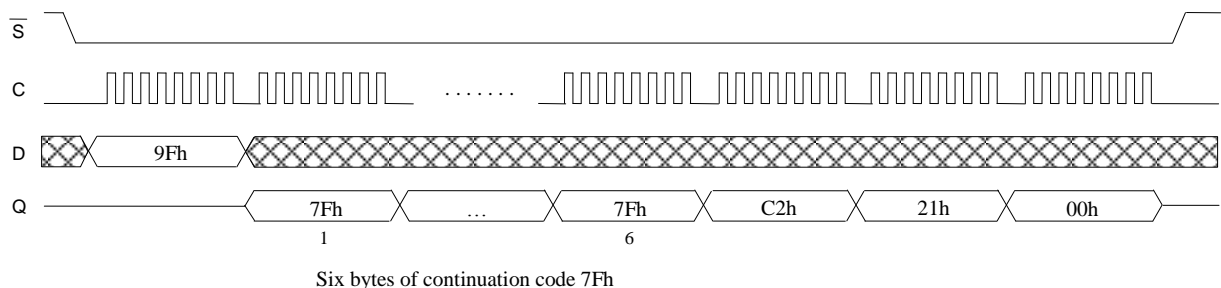 S
C
.......
D
9Fh
Q
7Fh
...
7Fh
C2h
21h
00h
1
6
Six bytes of continuation code 7Fh